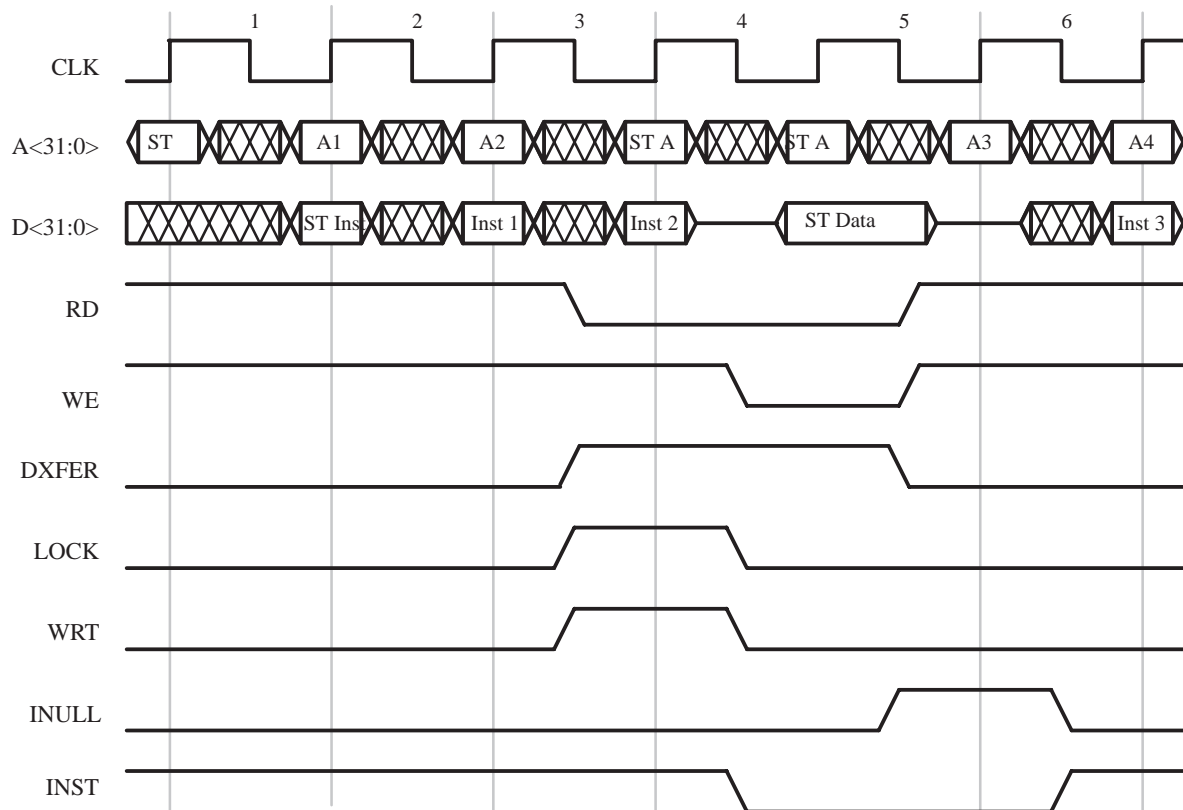 1 2 3 4 5 6
CLK
A<31:0> ST A1 A2 ST A ST A A3 A4
D<31:0> ST Inst Inst 1 Inst 2 ST Data Inst 3
RD
WE
DXFER
LOCK
WRT
INULL
INST